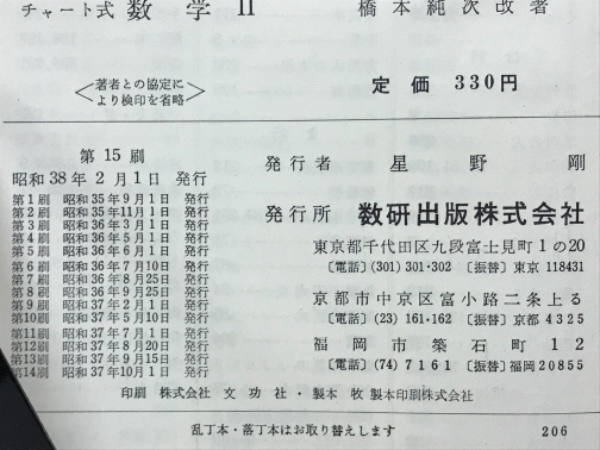 チャート式 数学 II
橋本純次改著
著者との協定に
より検印を省略
定価 330円
第15刷
昭和38年2月1日 発行
第1刷 昭和35年9月1日 発行
第2刷 昭和35年11月1日 発行
第3刷 昭和36年3月1日 発行
第4刷 昭和36年5月1日 発行
第5刷 昭和36年6月1日 発行
第6刷 昭和36年7月10日 発行
第7刷 昭和36年8月25日 発行
第8刷 昭和36年9月25日 発行
第9刷 昭和37年2月1日 発行
第10刷 昭和37年5月10日 発行
第11刷 昭和37年7月1日 発行
第12刷 昭和37年8月20日 発行
第13刷 昭和37年9月15日 発行
第14刷 昭和37年10月1日 発行
発行者 星野剛
発行所 数研出版株式会社
東京都千代田区九段富士見町1の20
〔電話〕(301) 301・302 〔振替〕東京 118431
京都市中京区富小路二条上る
〔電話〕(23) 161・162 〔振替〕京都 4325
福岡市築石町12
〔電話〕(74) 7161 〔振替〕福岡 20855
印刷 株式会社 文功社・製本 牧製本印刷株式会社
乱丁本・落丁本はお取り替えします
206